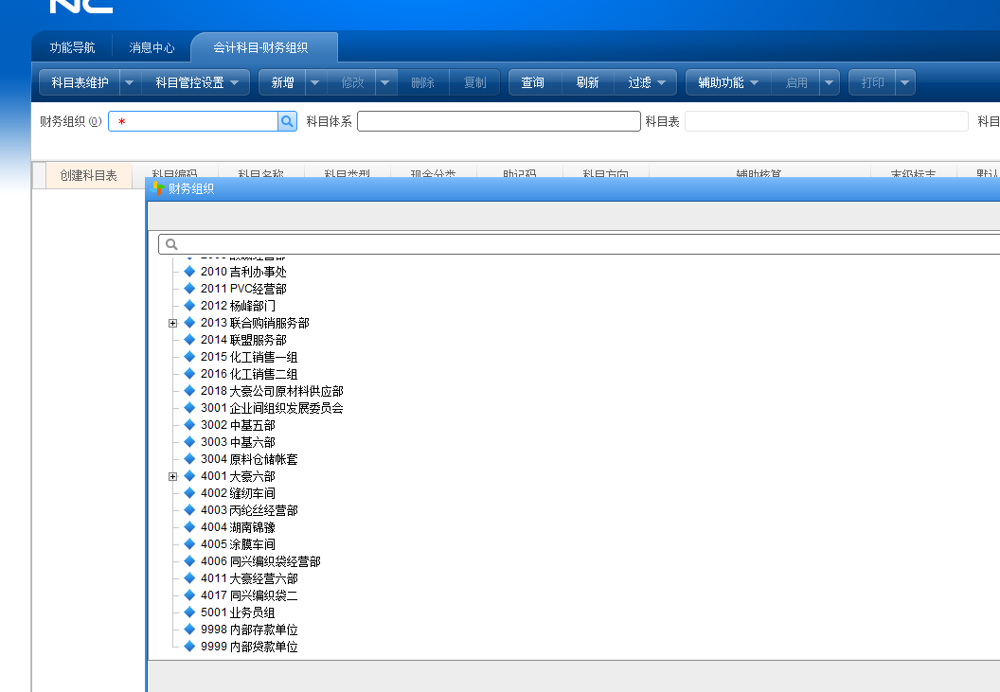 NC
功能导航 消息中心 会计科目-财务组织
科目表维护 科目管控设置 新增 修改 删除 复制 查询 刷新 过滤 辅助功能 启用 打印
财务组织(O) * 科目体系 科目表 科目
创建科目表 科目编码 科目名称 科目类型 现金分类 助记码 科目方向 辅助核算 末级标志 默认
财务组织
2010 吉利办事处
2011 PVC经营部
2012 杨峰部门
2013 联合购销服务部
2014 联盟服务部
2015 化工销售一组
2016 化工销售二组
2018 大豪公司原材料供应部
3001 企业间组织发展委员会
3002 中基五部
3003 中基六部
3004 原料仓储帐套
4001 大豪六部
4002 缝纫车间
4003 丙纶丝经营部
4004 湖南锦豫
4005 涂膜车间
4006 同兴编织袋经营部
4011 大豪经营六部
4017 同兴编织袋二
5001 业务员组
9998 内部存款单位
9999 内部贷款单位